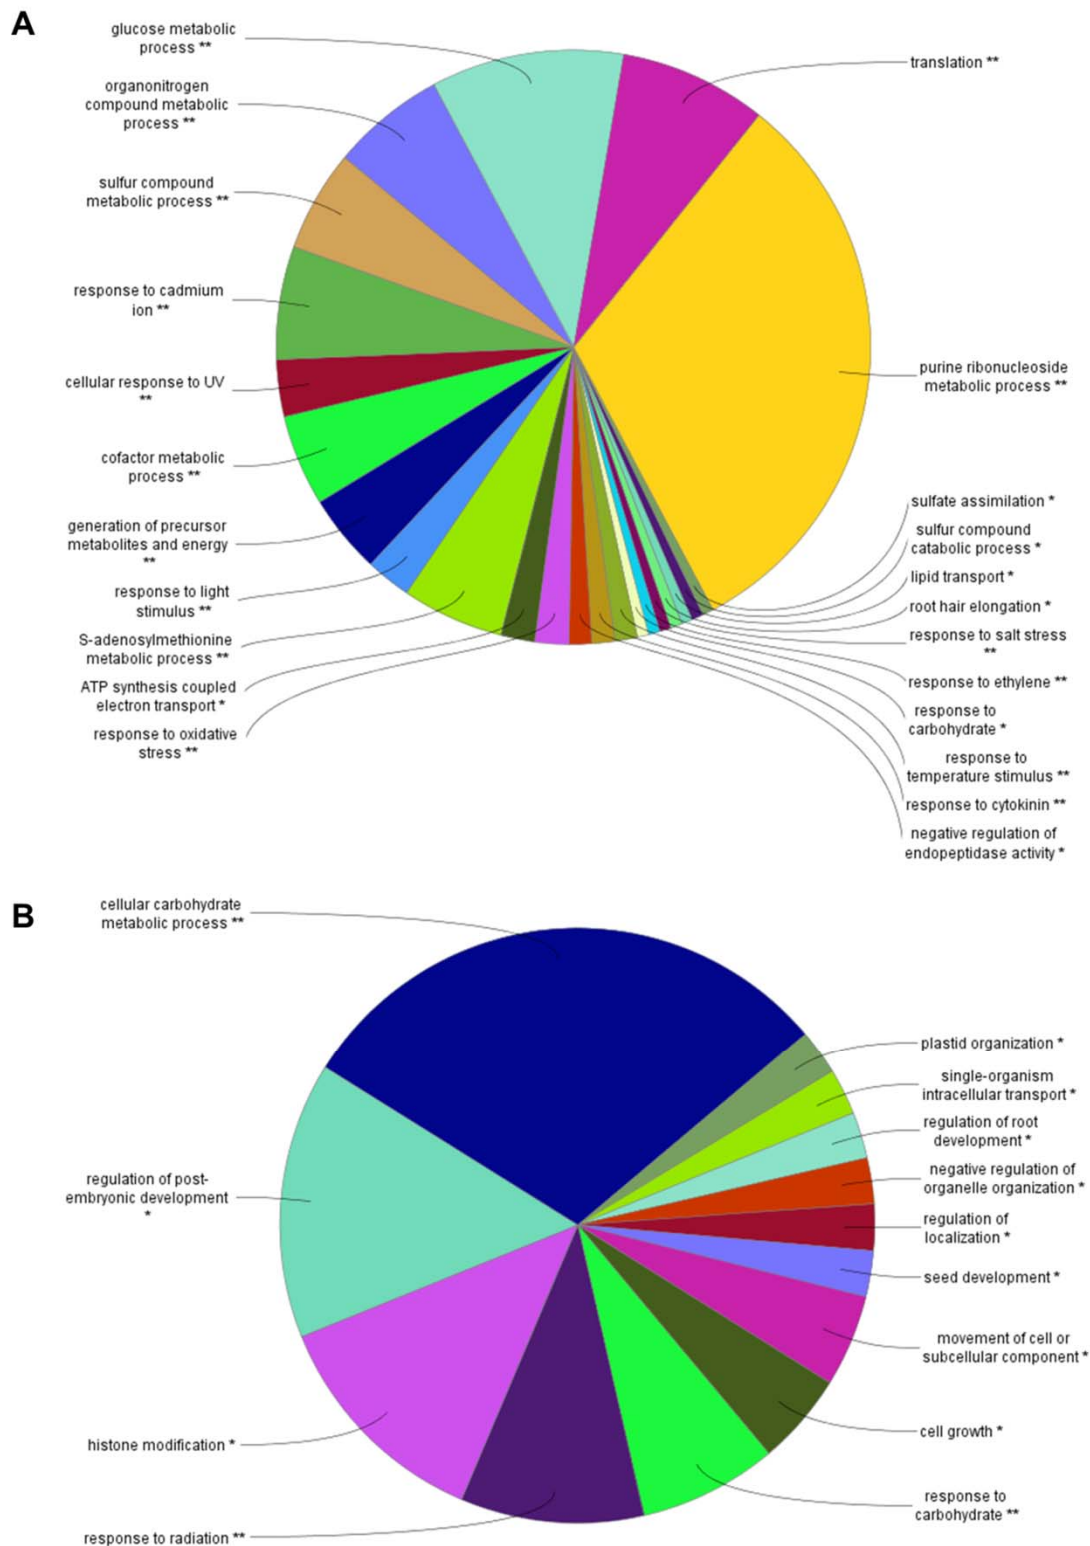 A
glucose metabolic
process **
organonitrogen
compound metabolic
process **
sulfur compound
metabolic process **
response to cadmium
ion **
cellular response to UV
**
cofactor metabolic
process **
generation of precursor
metabolites and energy
**
response to light
stimulus **
S-adenosylmethionine
metabolic process **
ATP synthesis coupled
electron transport *
response to oxidative
stress **
translation **
purine ribonucleoside
metabolic process **
sulfate assimilation *
sulfur compound
catabolic process *
lipid transport *
root hair elongation *
response to salt stress
**
response to ethylene **
response to
carbohydrate *
response to
temperature stimulus **
response to cytokinin **
negative regulation of
endopeptidase activity *
B
cellular carbohydrate
metabolic process **
regulation of post-
embryonic development
*
histone modification *
response to radiation **
plastid organization *
single-organism
intracellular transport *
regulation of root
development *
negative regulation of
organelle organization *
regulation of
localization *
seed development *
movement of cell or
subcellular component *
cell growth *
response to
carbohydrate **